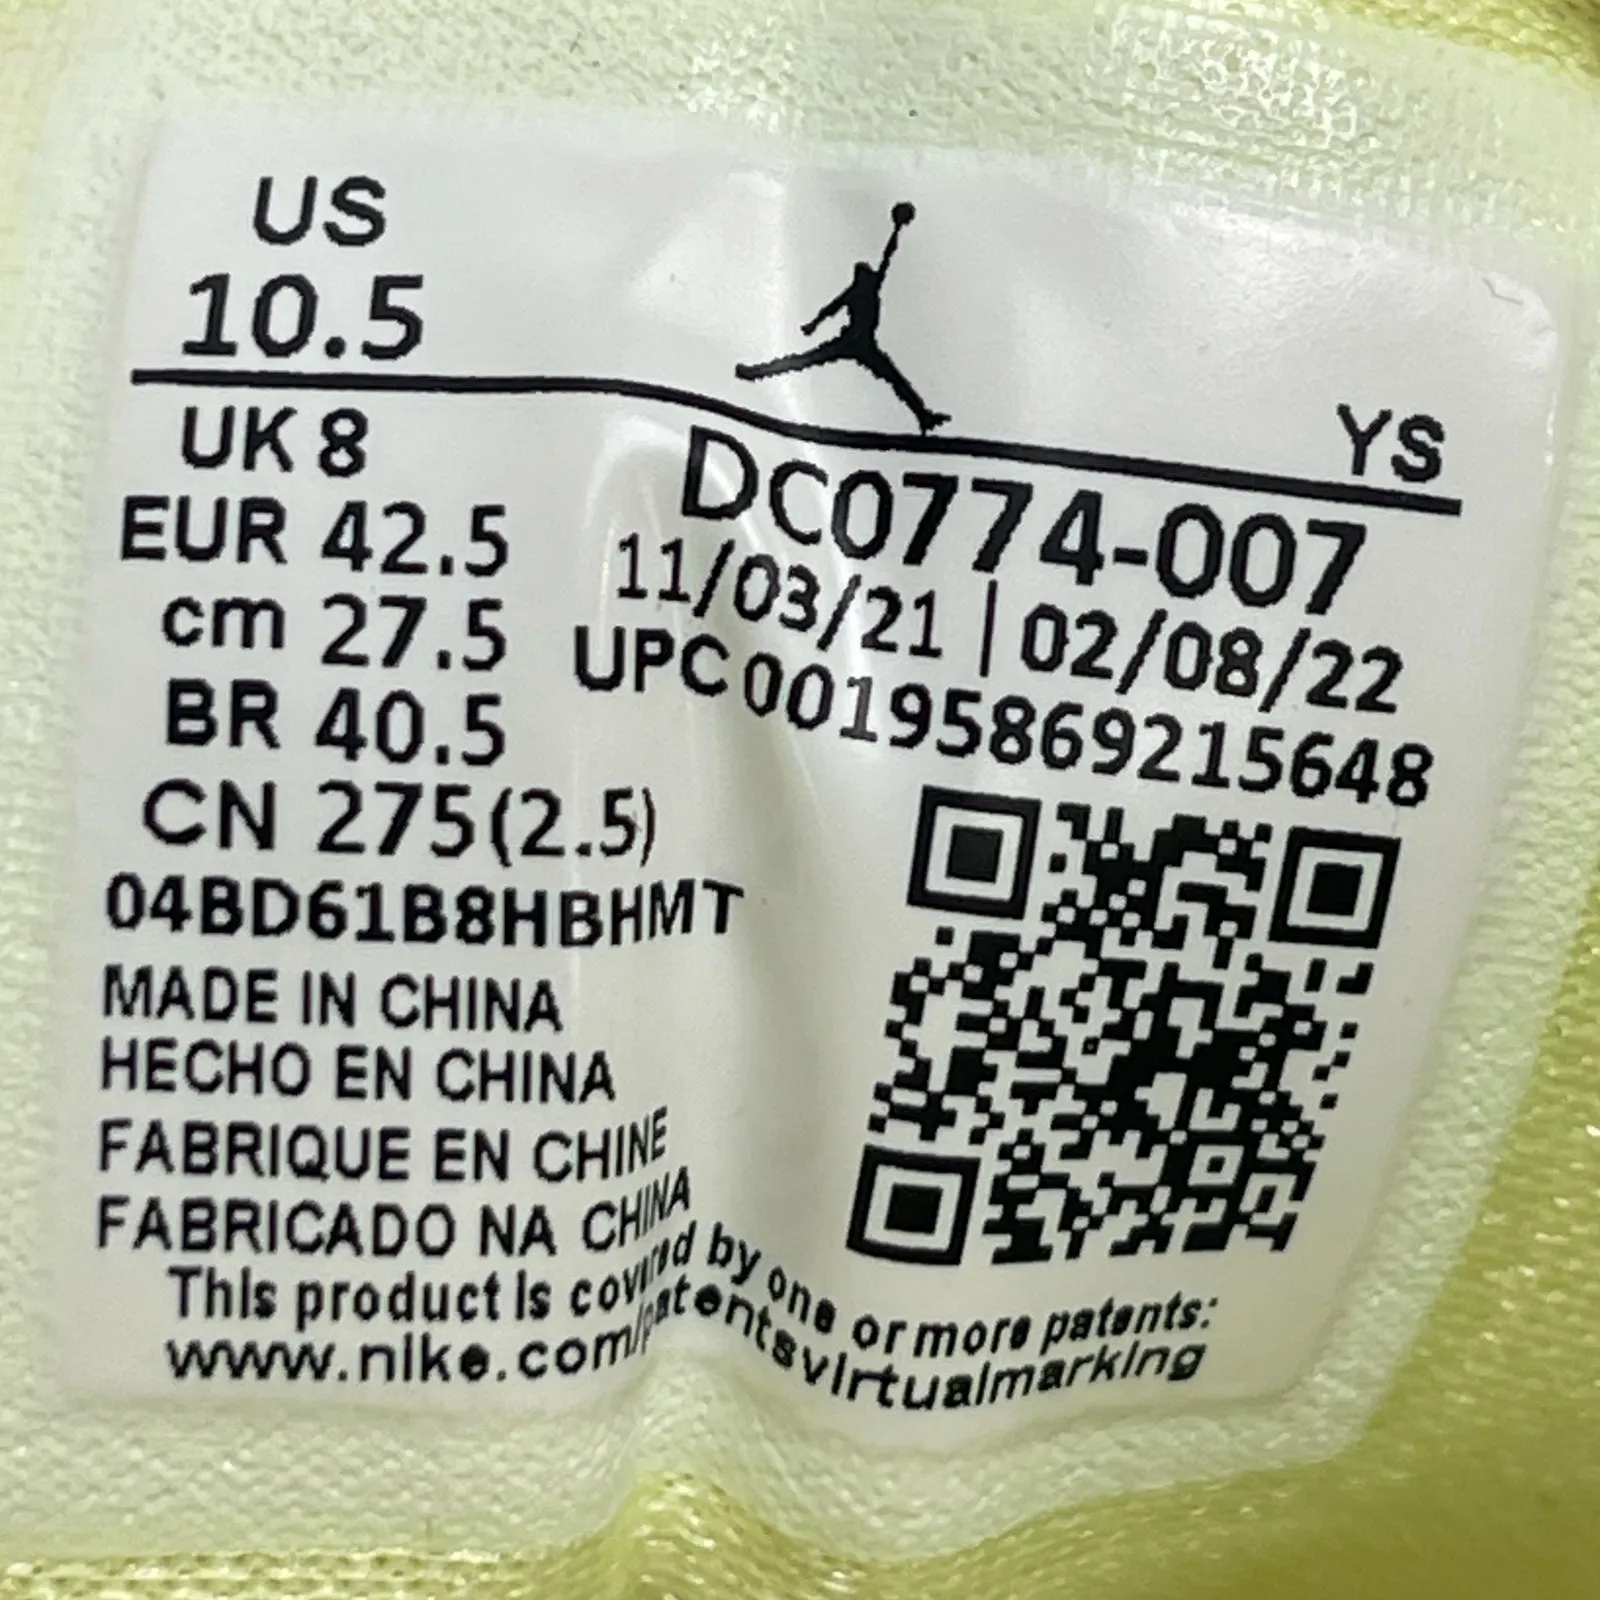 US
10.5
YS
UK 8
EUR 42.5
cm 27.5
BR 40.5
CN 275(2.5)
04BD61B8HBHMT
DC0774-007
11/03/21 | 02/08/22
UPC 00195869215648
MADE IN CHINA
HECHO EN CHINA
FABRIQUE EN CHINE
FABRICADO NA CHINA
This product is covered by one or more patents:
www.nike.com/patentsvirtualmarking